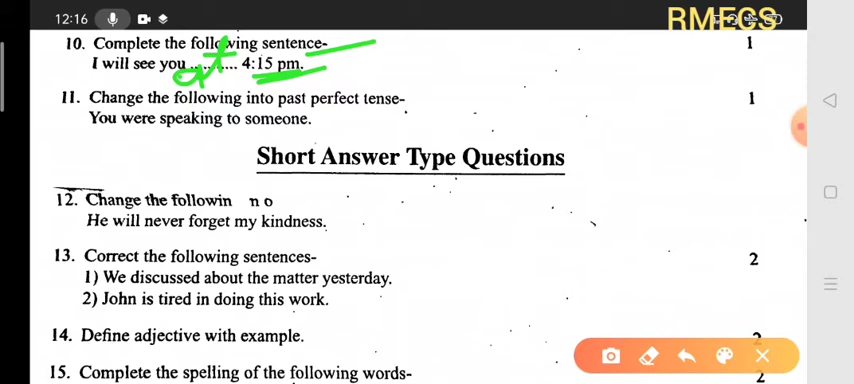 12:16
RMECS
10. Complete the following sentence- 1
I will see you at 4:15 pm.
11. Change the following into past perfect tense- 1
You were speaking to someone.
Short Answer Type Questions
12. Change the followin n o
He will never forget my kindness.
13. Correct the following sentences- 2
1) We discussed about the matter yesterday.
2) John is tired in doing this work.
14. Define adjective with example. 2
15. Complete the spelling of the following words- 2